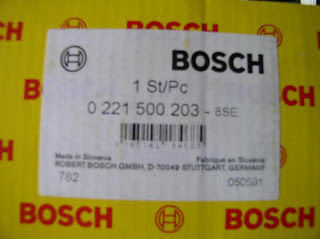 BOSCH
BOSCH
1 St/Pc
0 221 500 203 - 8SE
Made in Slovenia
Fabriqué en Slovénie
ROBERT BOSCH GMBH, D-70049 STUTTGART, GERMANY
782
050591
BOSCH
BOSCH